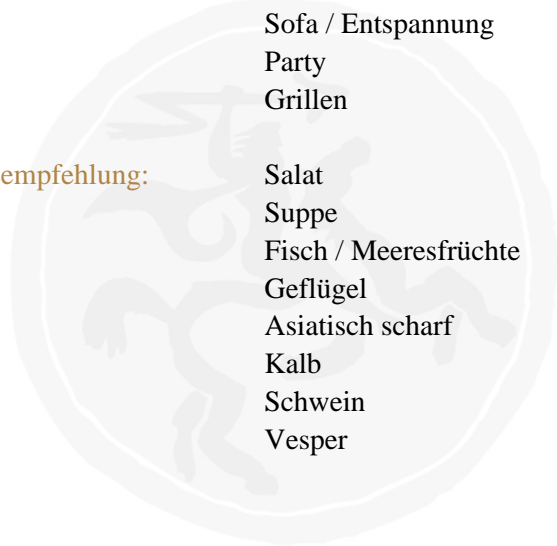 Sofa / Entspannung
Party
Grillen
empfehlung: Salat
Suppe
Fisch / Meeresfrüchte
Geflügel
Asiatisch scharf
Kalb
Schwein
Vesper